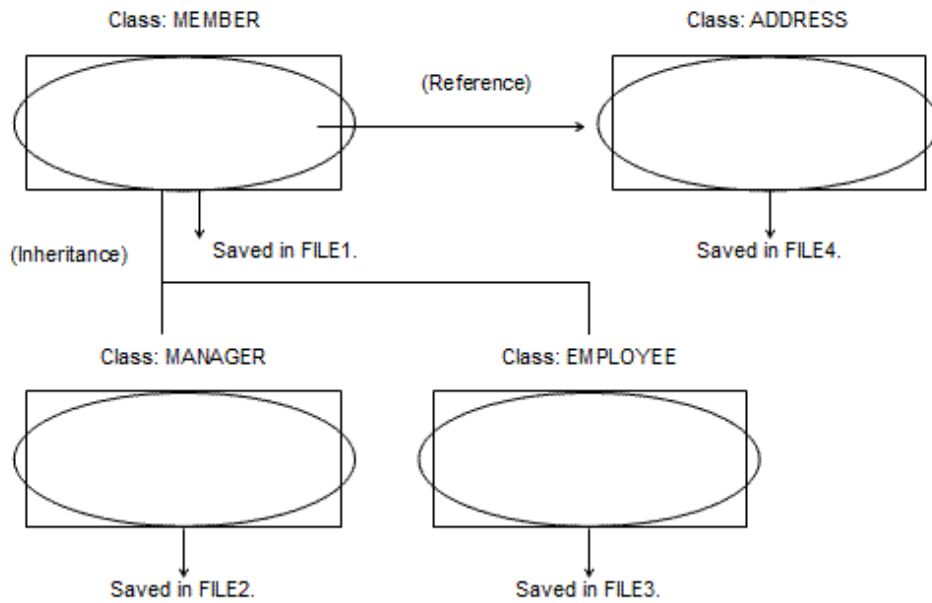 Class: MEMBER
Class: ADDRESS
(Reference)
(Inheritance)
Saved in FILE1.
Saved in FILE4.
Class: MANAGER
Class: EMPLOYEE
Saved in FILE2.
Saved in FILE3.